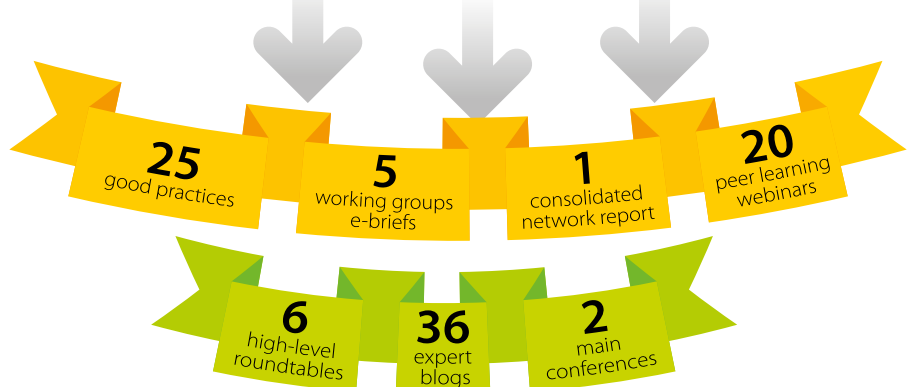 25
good practices
5
working groups
e-briefs
1
consolidated
network report
20
peer learning
webinars
6
high-level
roundtables
36
expert
blogs
2
main
conferences